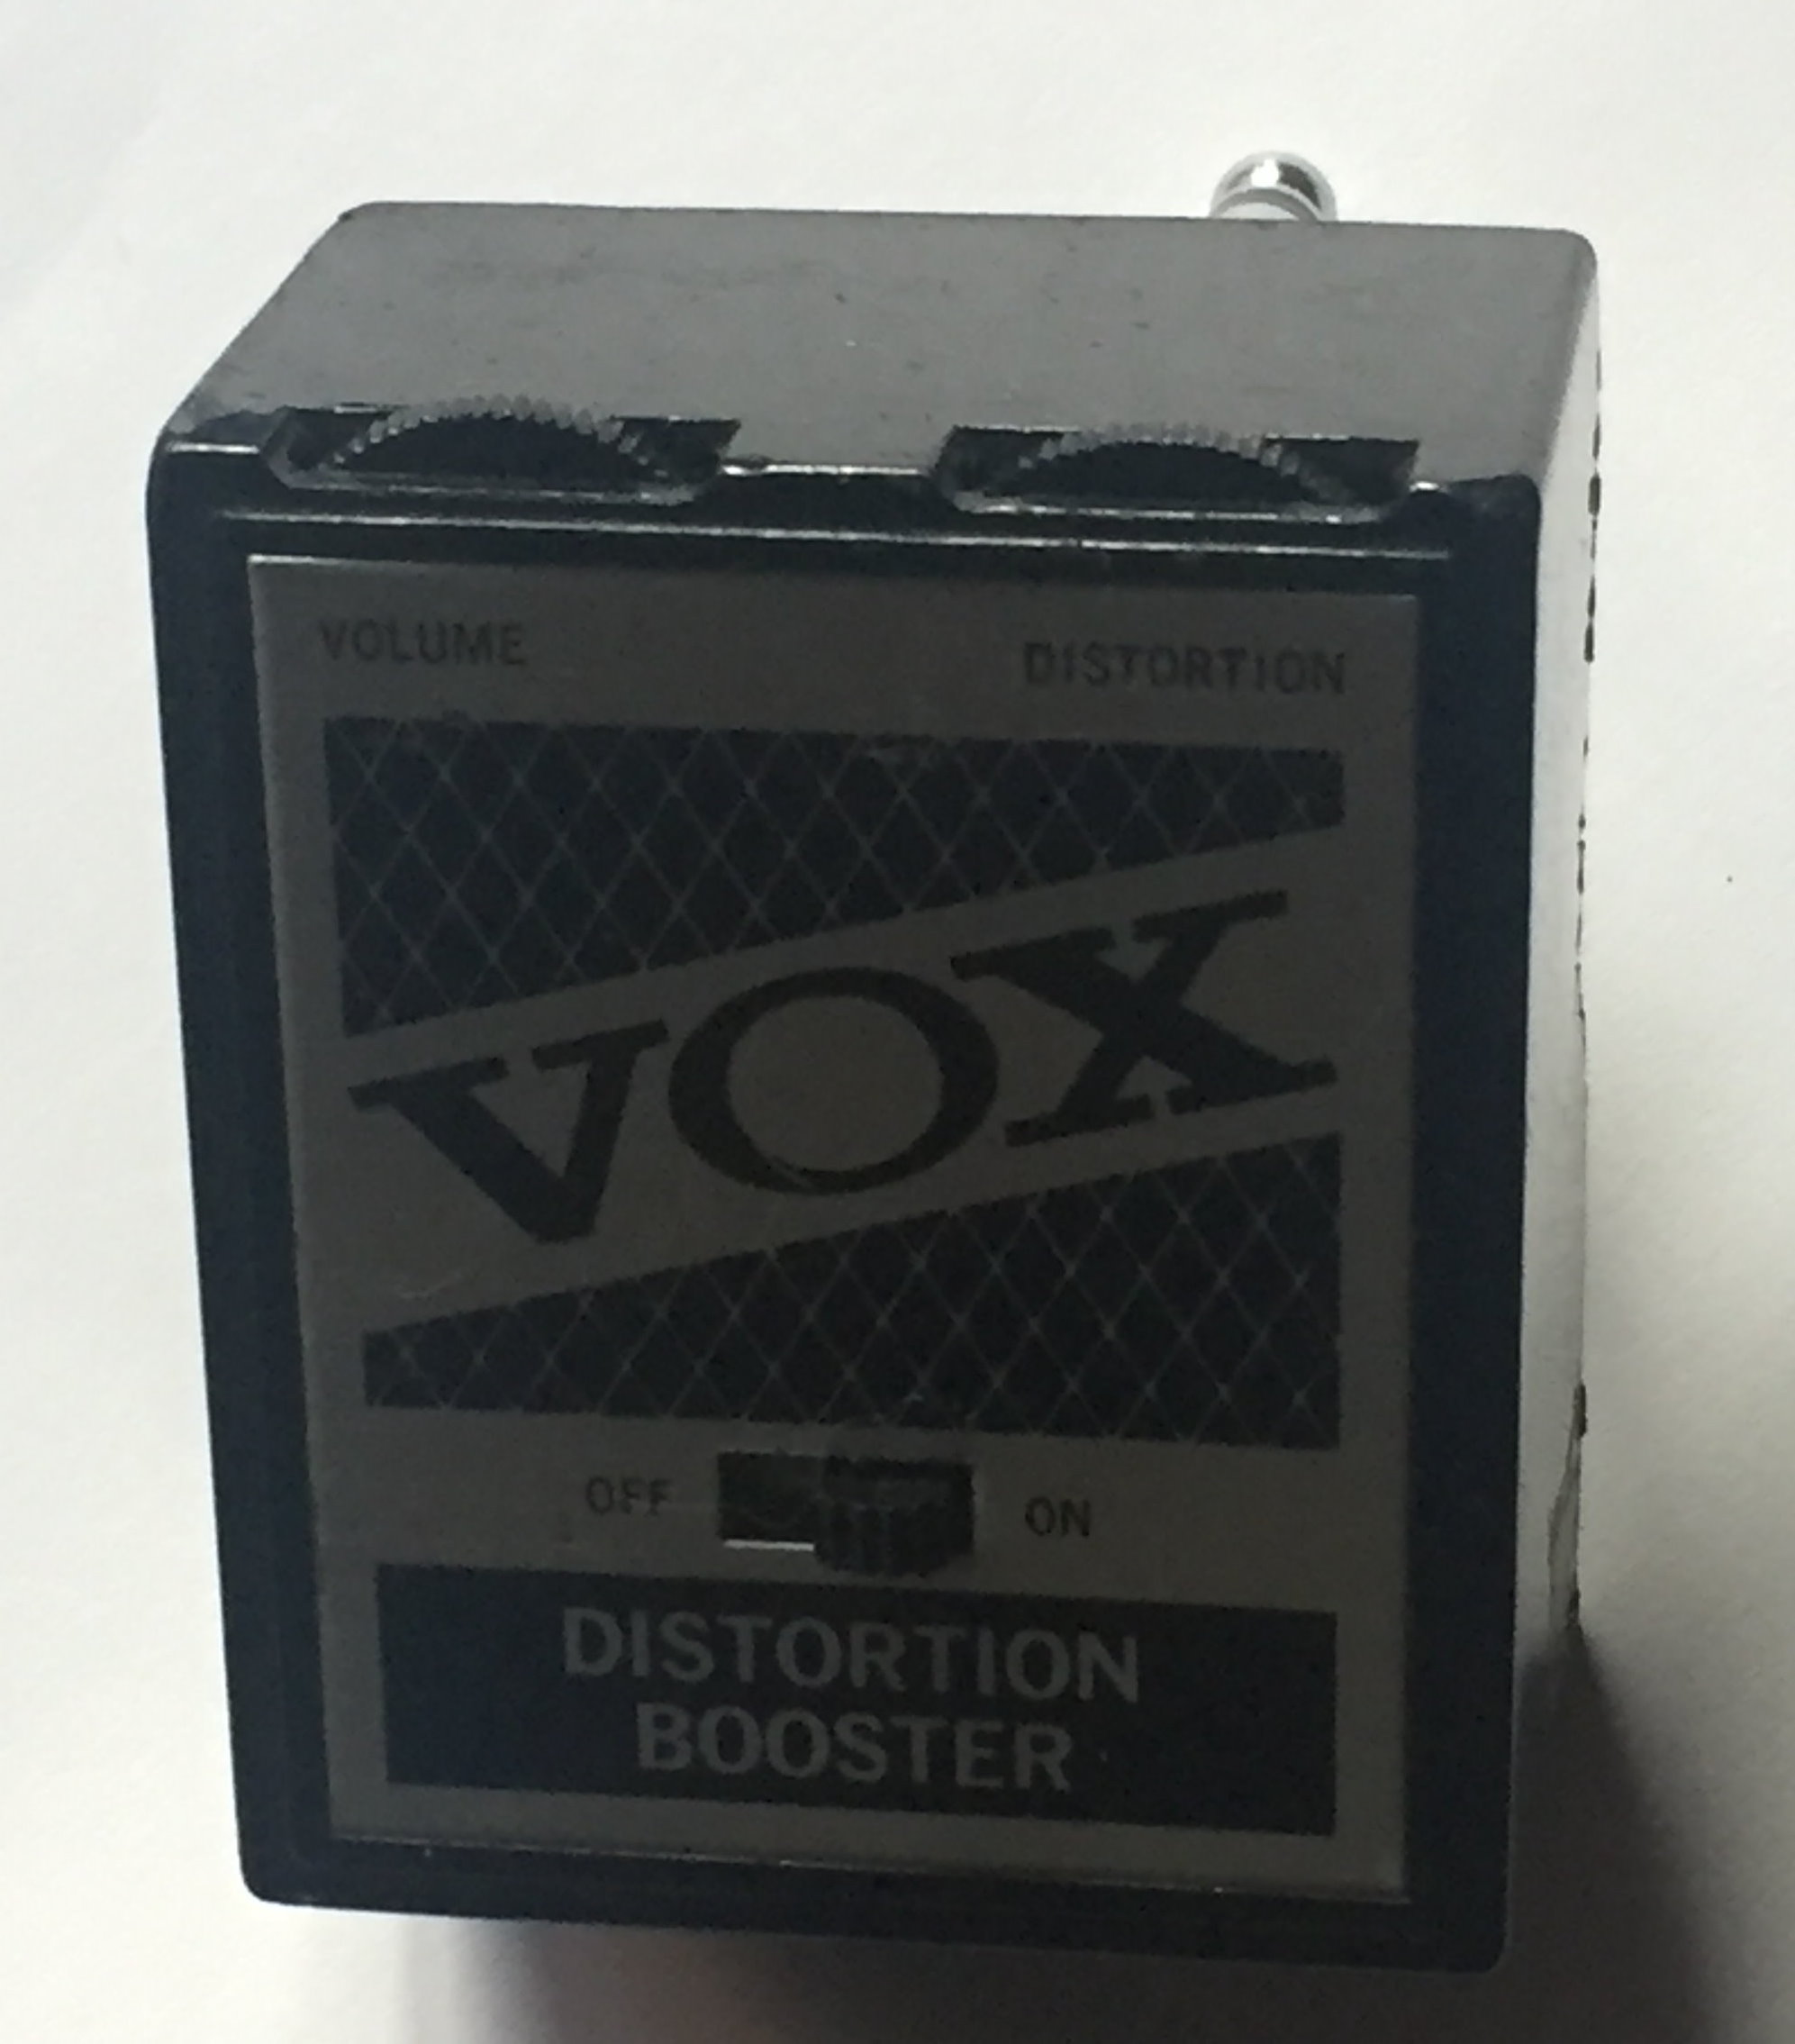 VOLUME DISTORTION
VOX
OFF ON
DISTORTION
BOOSTER